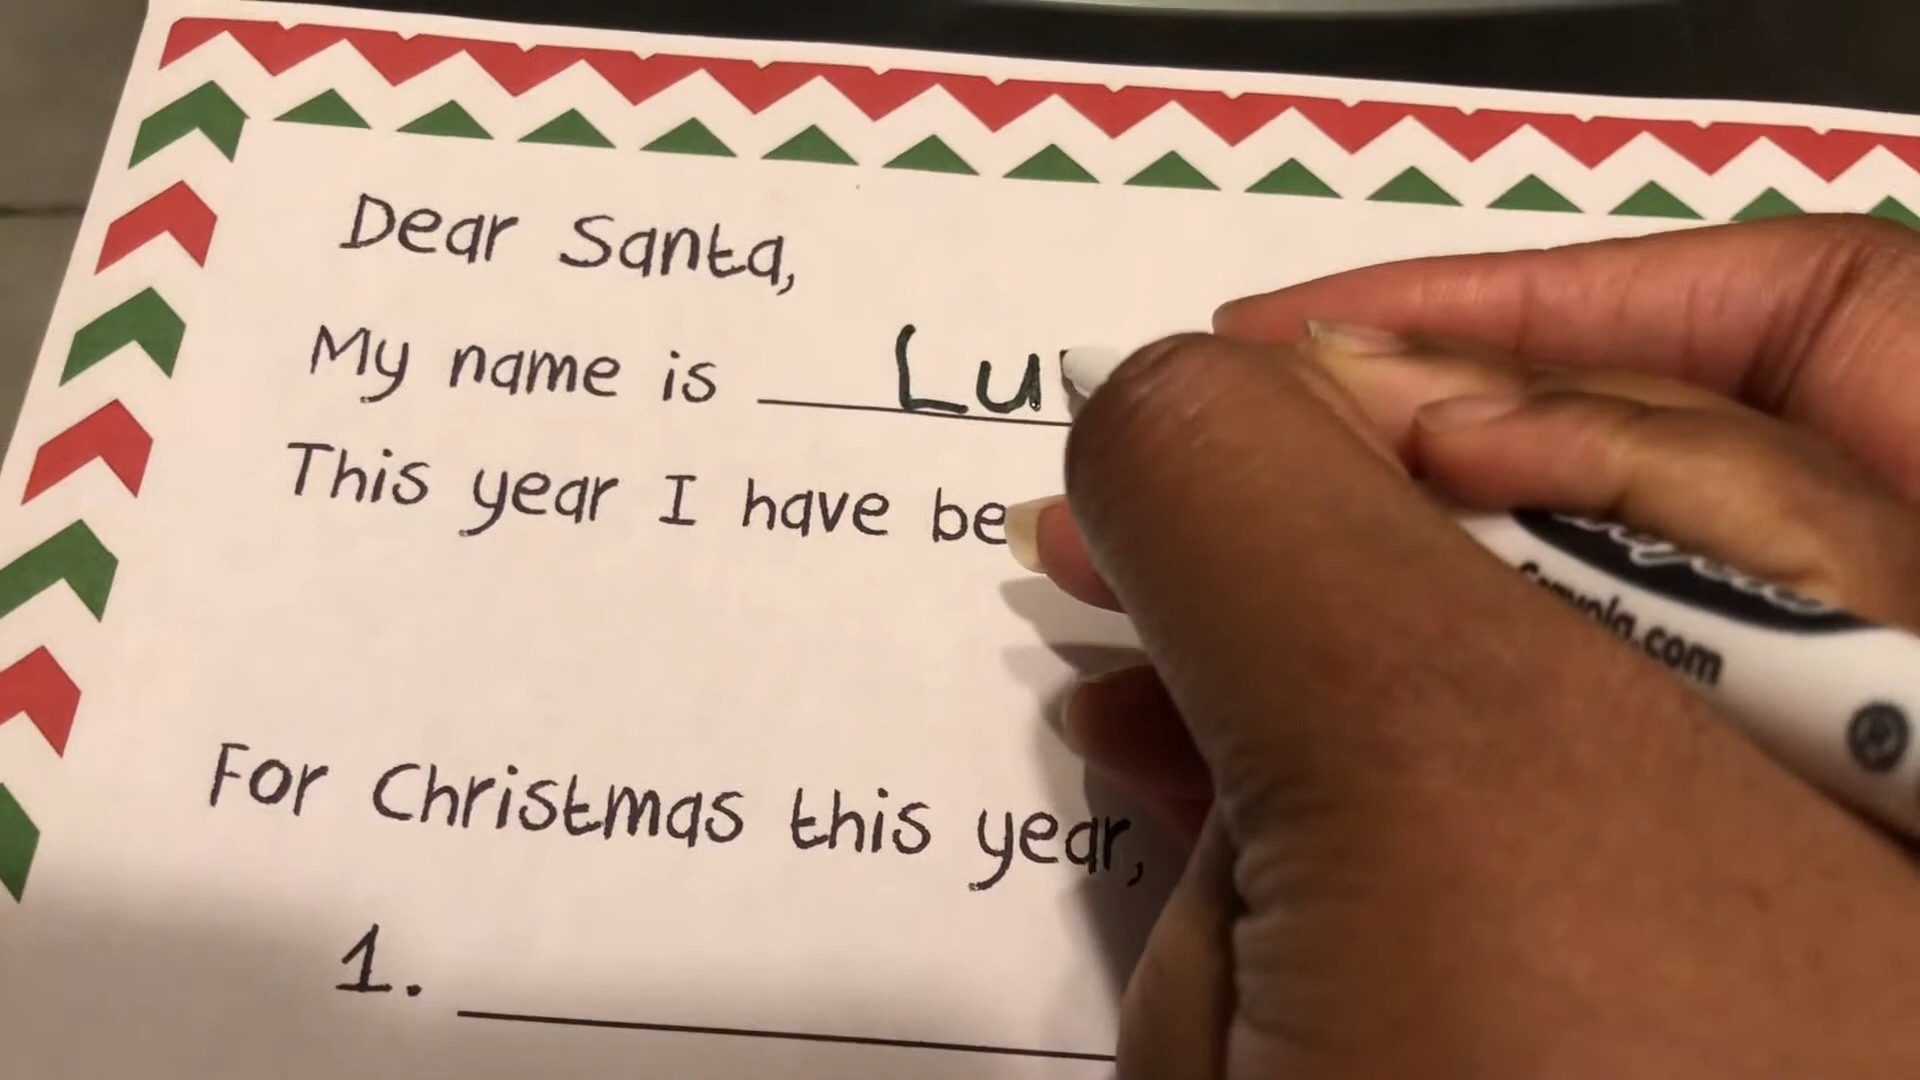 Dear Santa,
My name is Lu
This year I have be
For Christmas this year,
1.
crayola.com
®